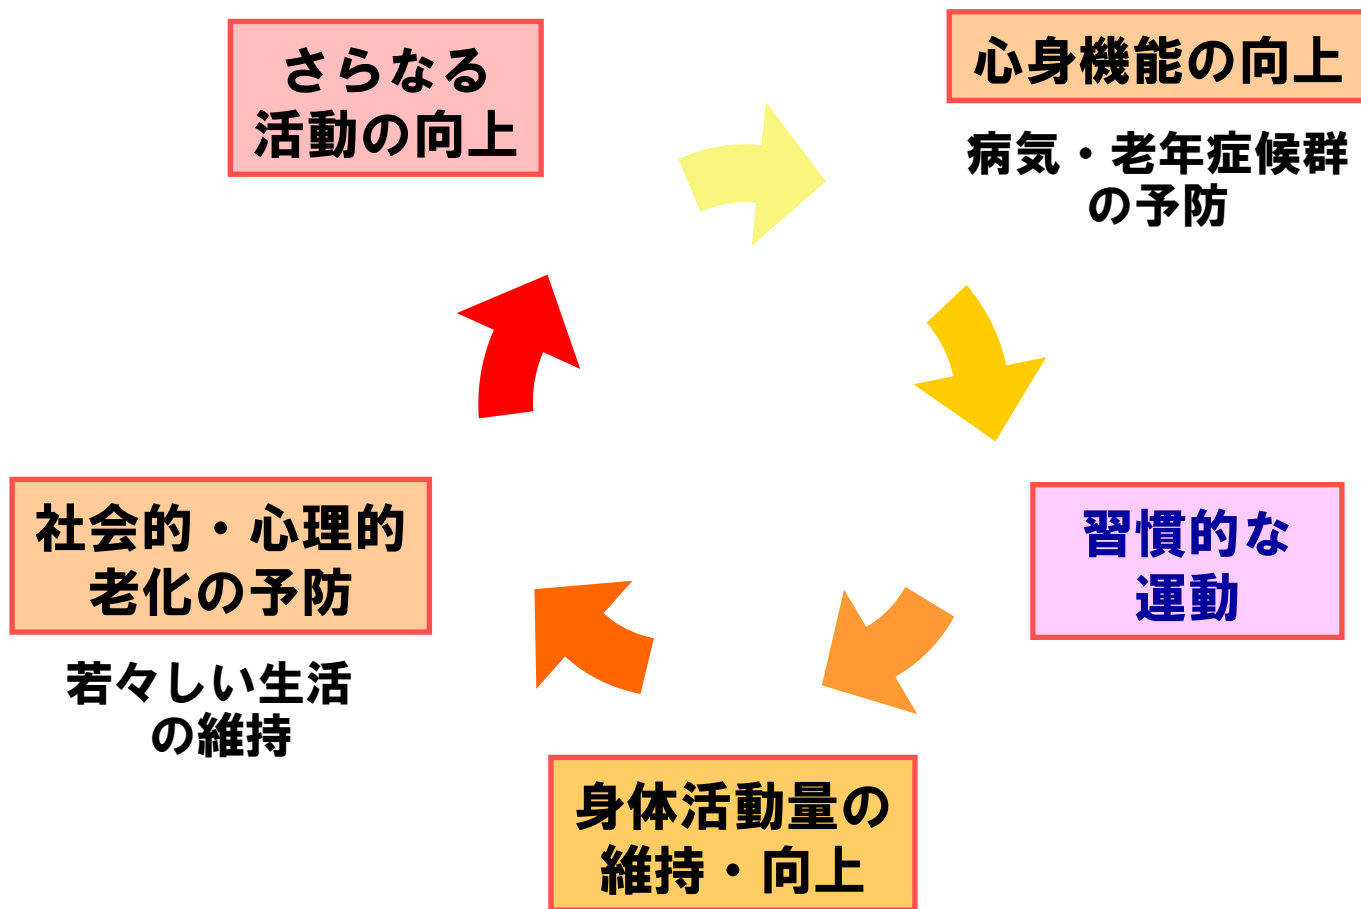 さらなる
活動の向上
心身機能の向上
病気・老年症候群
の予防
習慣的な
運動
身体活動量の
維持・向上
社会的・心理的
老化の予防
若々しい生活
の維持